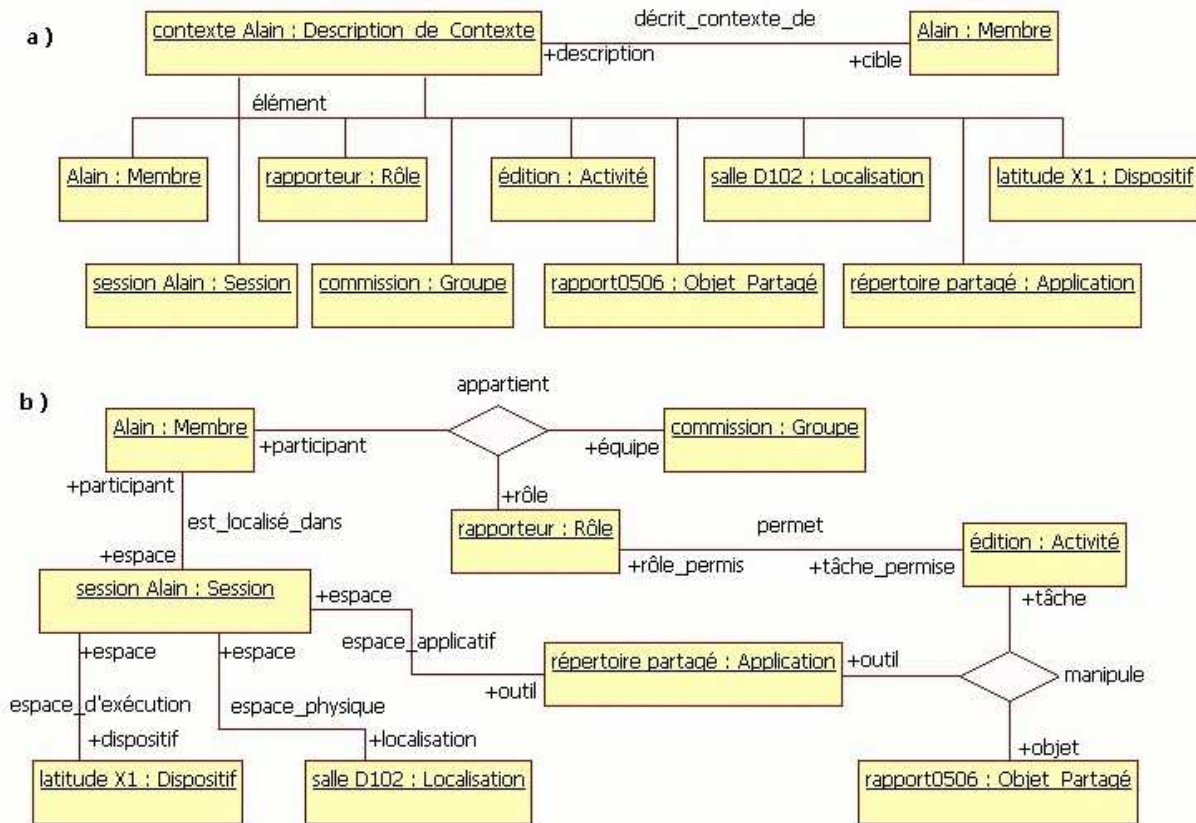 a )
contexte Alain : Description_de_Contexte
décrit_contexte_de
+description
+cible
Alain : Membre
élément
Alain : Membre
rapporteur : Rôle
édition : Activité
salle D102 : Localisation
latitude X1 : Dispositif
session Alain : Session
commission : Groupe
rapport0506 : Objet_Partagé
répertoire partagé : Application
b )
appartient
Alain : Membre
+participant
+équipe
commission : Groupe
+participant
+rôle
est_localisé_dans
rapporteur : Rôle
permet
édition : Activité
+espace
+rôle_permis
+tâche_permise
session Alain : Session
+espace
+tâche
espace_applicatif
+espace
+espace
répertoire partagé : Application
+outil
manipule
+outil
espace_d'exécution
espace_physique
+dispositif
+localisation
+objet
latitude X1 : Dispositif
salle D102 : Localisation
rapport0506 : Objet_Partagé